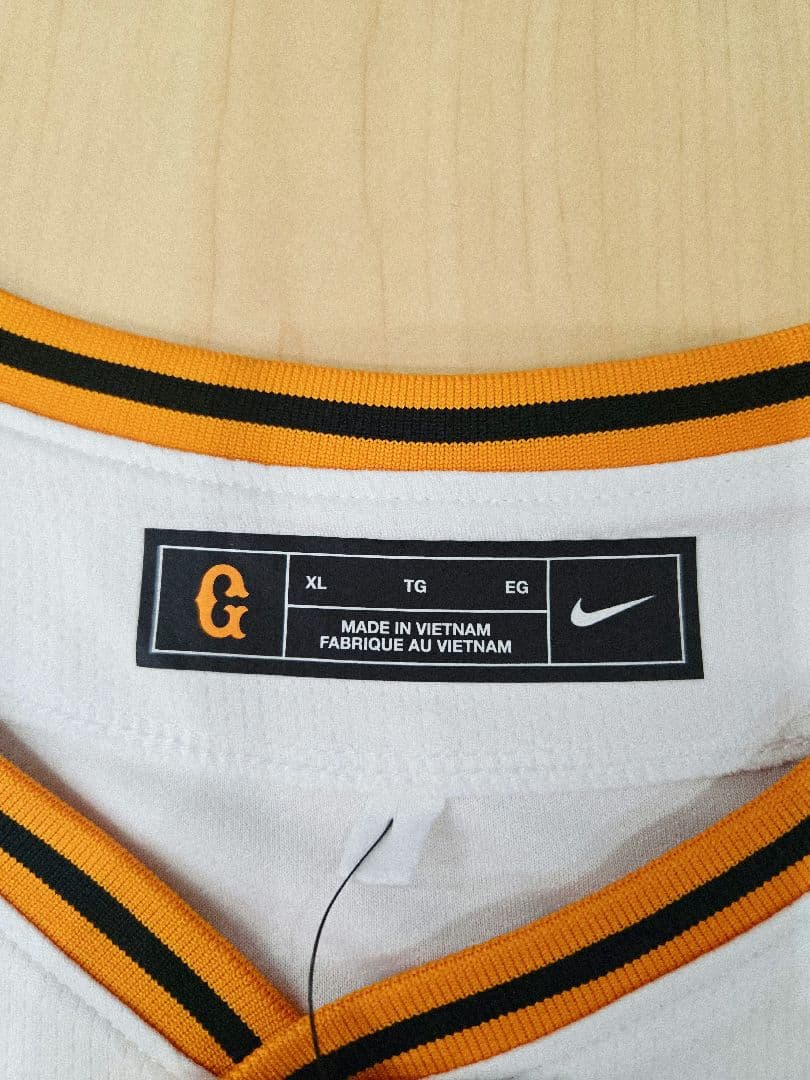 G
XL TG EG
MADE IN VIETNAM
FABRIQUE AU VIETNAM